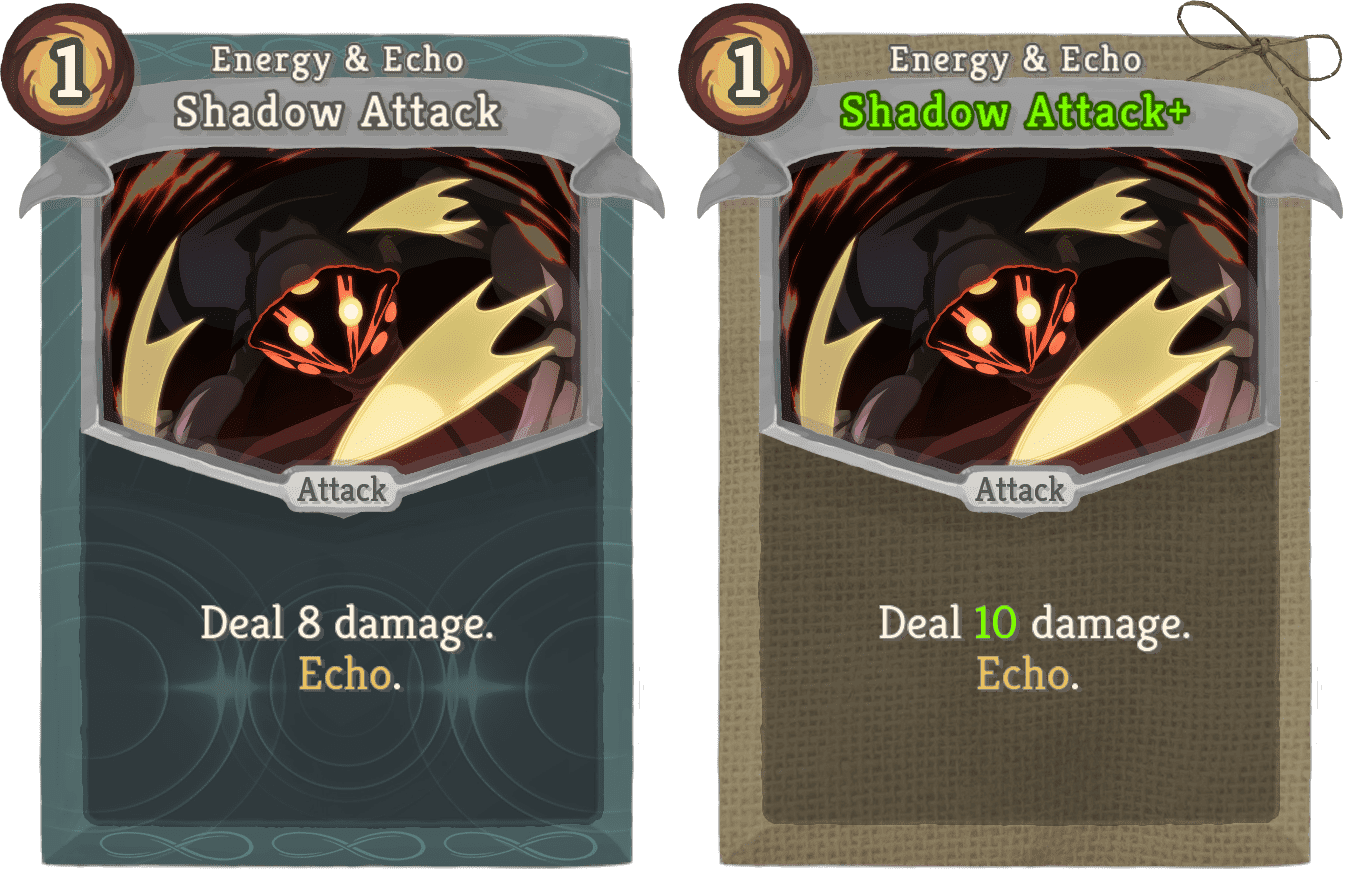 1
Energy & Echo
Shadow Attack
Attack
Deal 8 damage.
Echo.
1
Energy & Echo
Shadow Attack+
Attack
Deal 10 damage.
Echo.